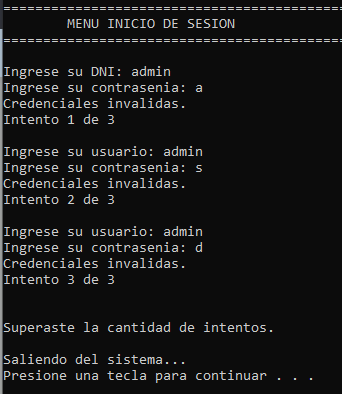 ===========================================
MENU INICIO DE SESION
===========================================
Ingrese su DNI: admin
Ingrese su contrasenia: a
Credenciales invalidas.
Intento 1 de 3
Ingrese su usuario: admin
Ingrese su contrasenia: s
Credenciales invalidas.
Intento 2 de 3
Ingrese su usuario: admin
Ingrese su contrasenia: d
Credenciales invalidas.
Intento 3 de 3
Superaste la cantidad de intentos.
Saliendo del sistema...
Presione una tecla para continuar . . .